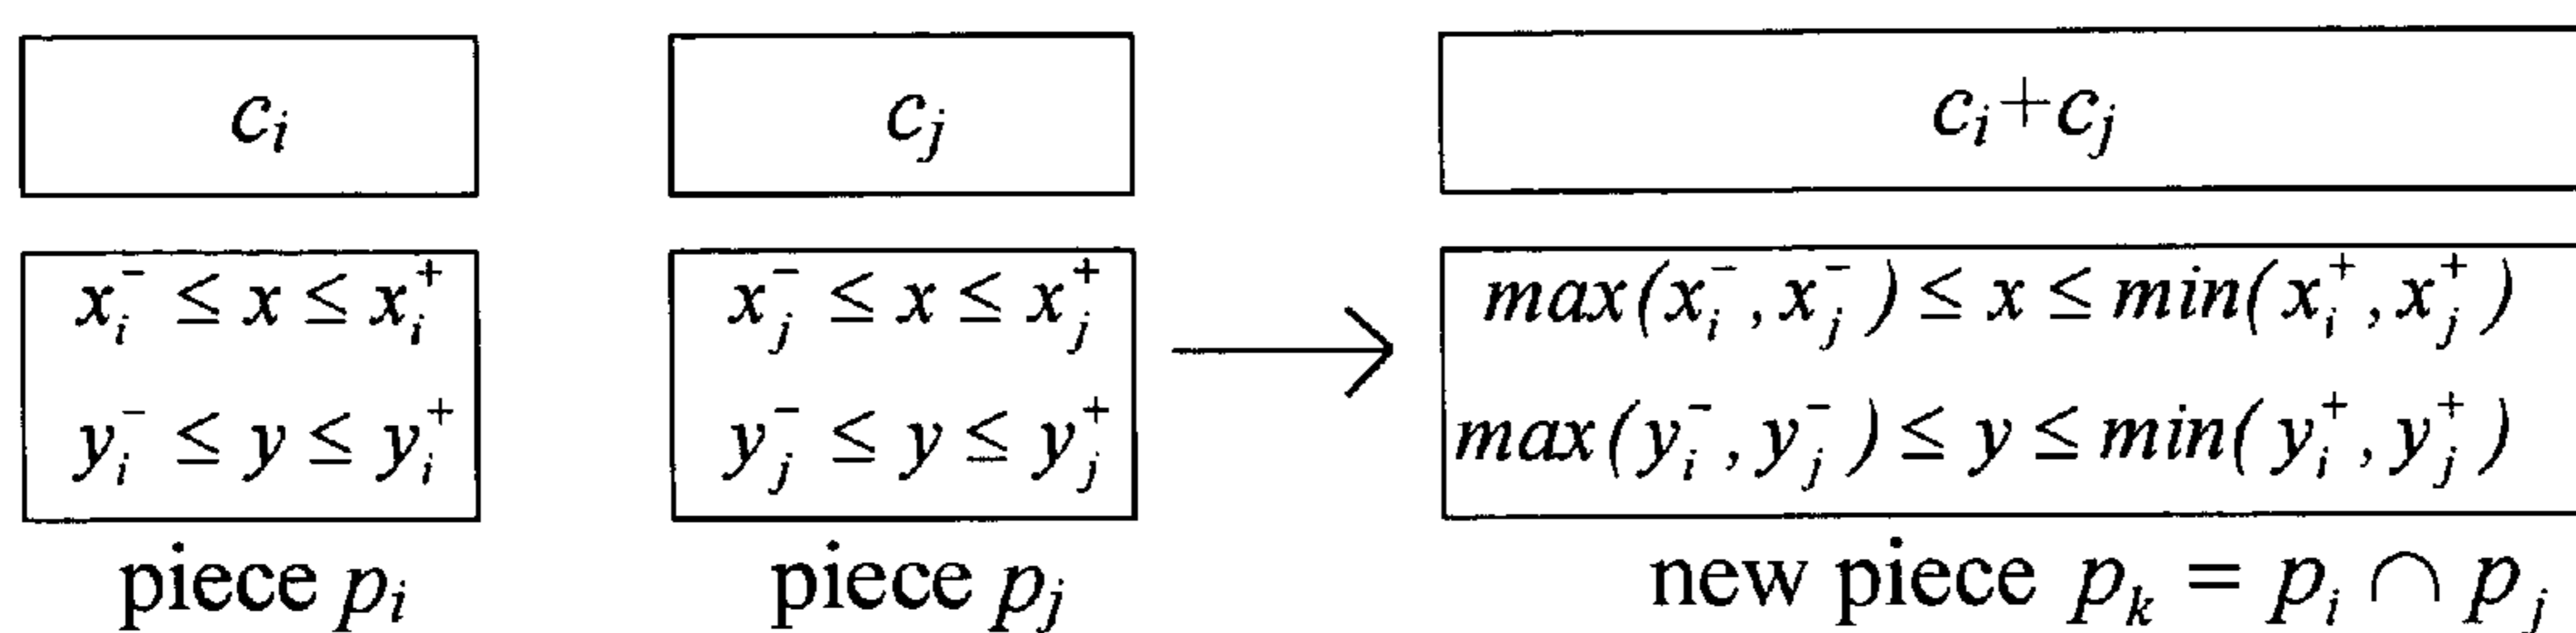 c_i c_j c_i+c_j
x_i^- ≤ x ≤ x_i^+ x_j^- ≤ x ≤ x_j^+ max(x_i^-, x_j^-) ≤ x ≤ min(x_i^+, x_j^+)
y_i^- ≤ y ≤ y_i^+ y_j^- ≤ y ≤ y_j^+ max(y_i^-, y_j^-) ≤ y ≤ min(y_i^+, y_j^+)
piece p_i piece p_j new piece p_k = p_i ∩ p_j